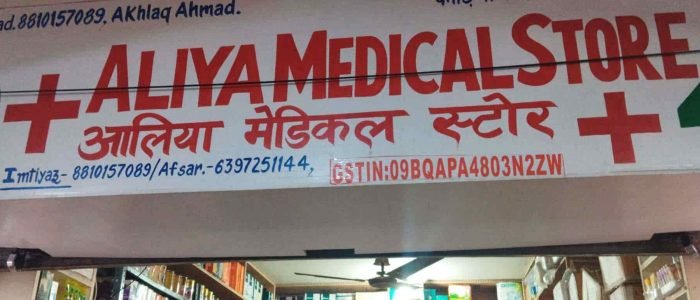 8810157089. Akhlaq Ahmad.
ALIYA MEDICAL STORE
आलिया मेडिकल स्टोर
Imtiyaz- 8810157089/Afsar.-6397251144,
GSTIN:09BQAPA4803N2ZW